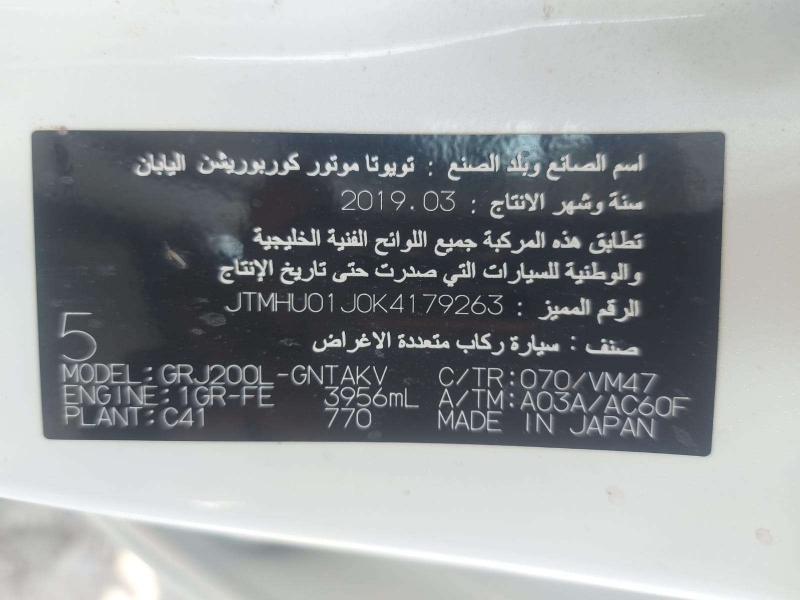 اسم الصانع وبلد الصنع : تويوتا موتور كوربوريشن اليابان
سنة وشهر الانتاج : 2019.03
تطابق هذه المركبة جميع اللوائح الفنية الخليجية
والوطنية للسيارات التي صدرت حتى تاريخ الإنتاج
الرقم المميز : JTMHU01J0K4179263
صنف : سيارة ركاب متعددة الاغراض
5
MODEL:GRJ200L-GNTAKV C/TR:070/VM47
ENGINE:1GR-FE 3956mL A/TM:A03A/AC60F
PLANT:C41 770 MADE IN JAPAN